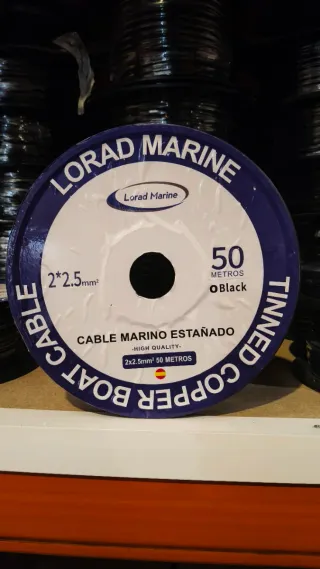 LORAD MARINE
Lorad Marine
2*2.5mm²
50
METROS
Black
CABLE MARINO ESTAÑADO
-HIGH QUALITY-
2x2.5mm² 50 METROS
TINNED COPPER BOAT CABLE